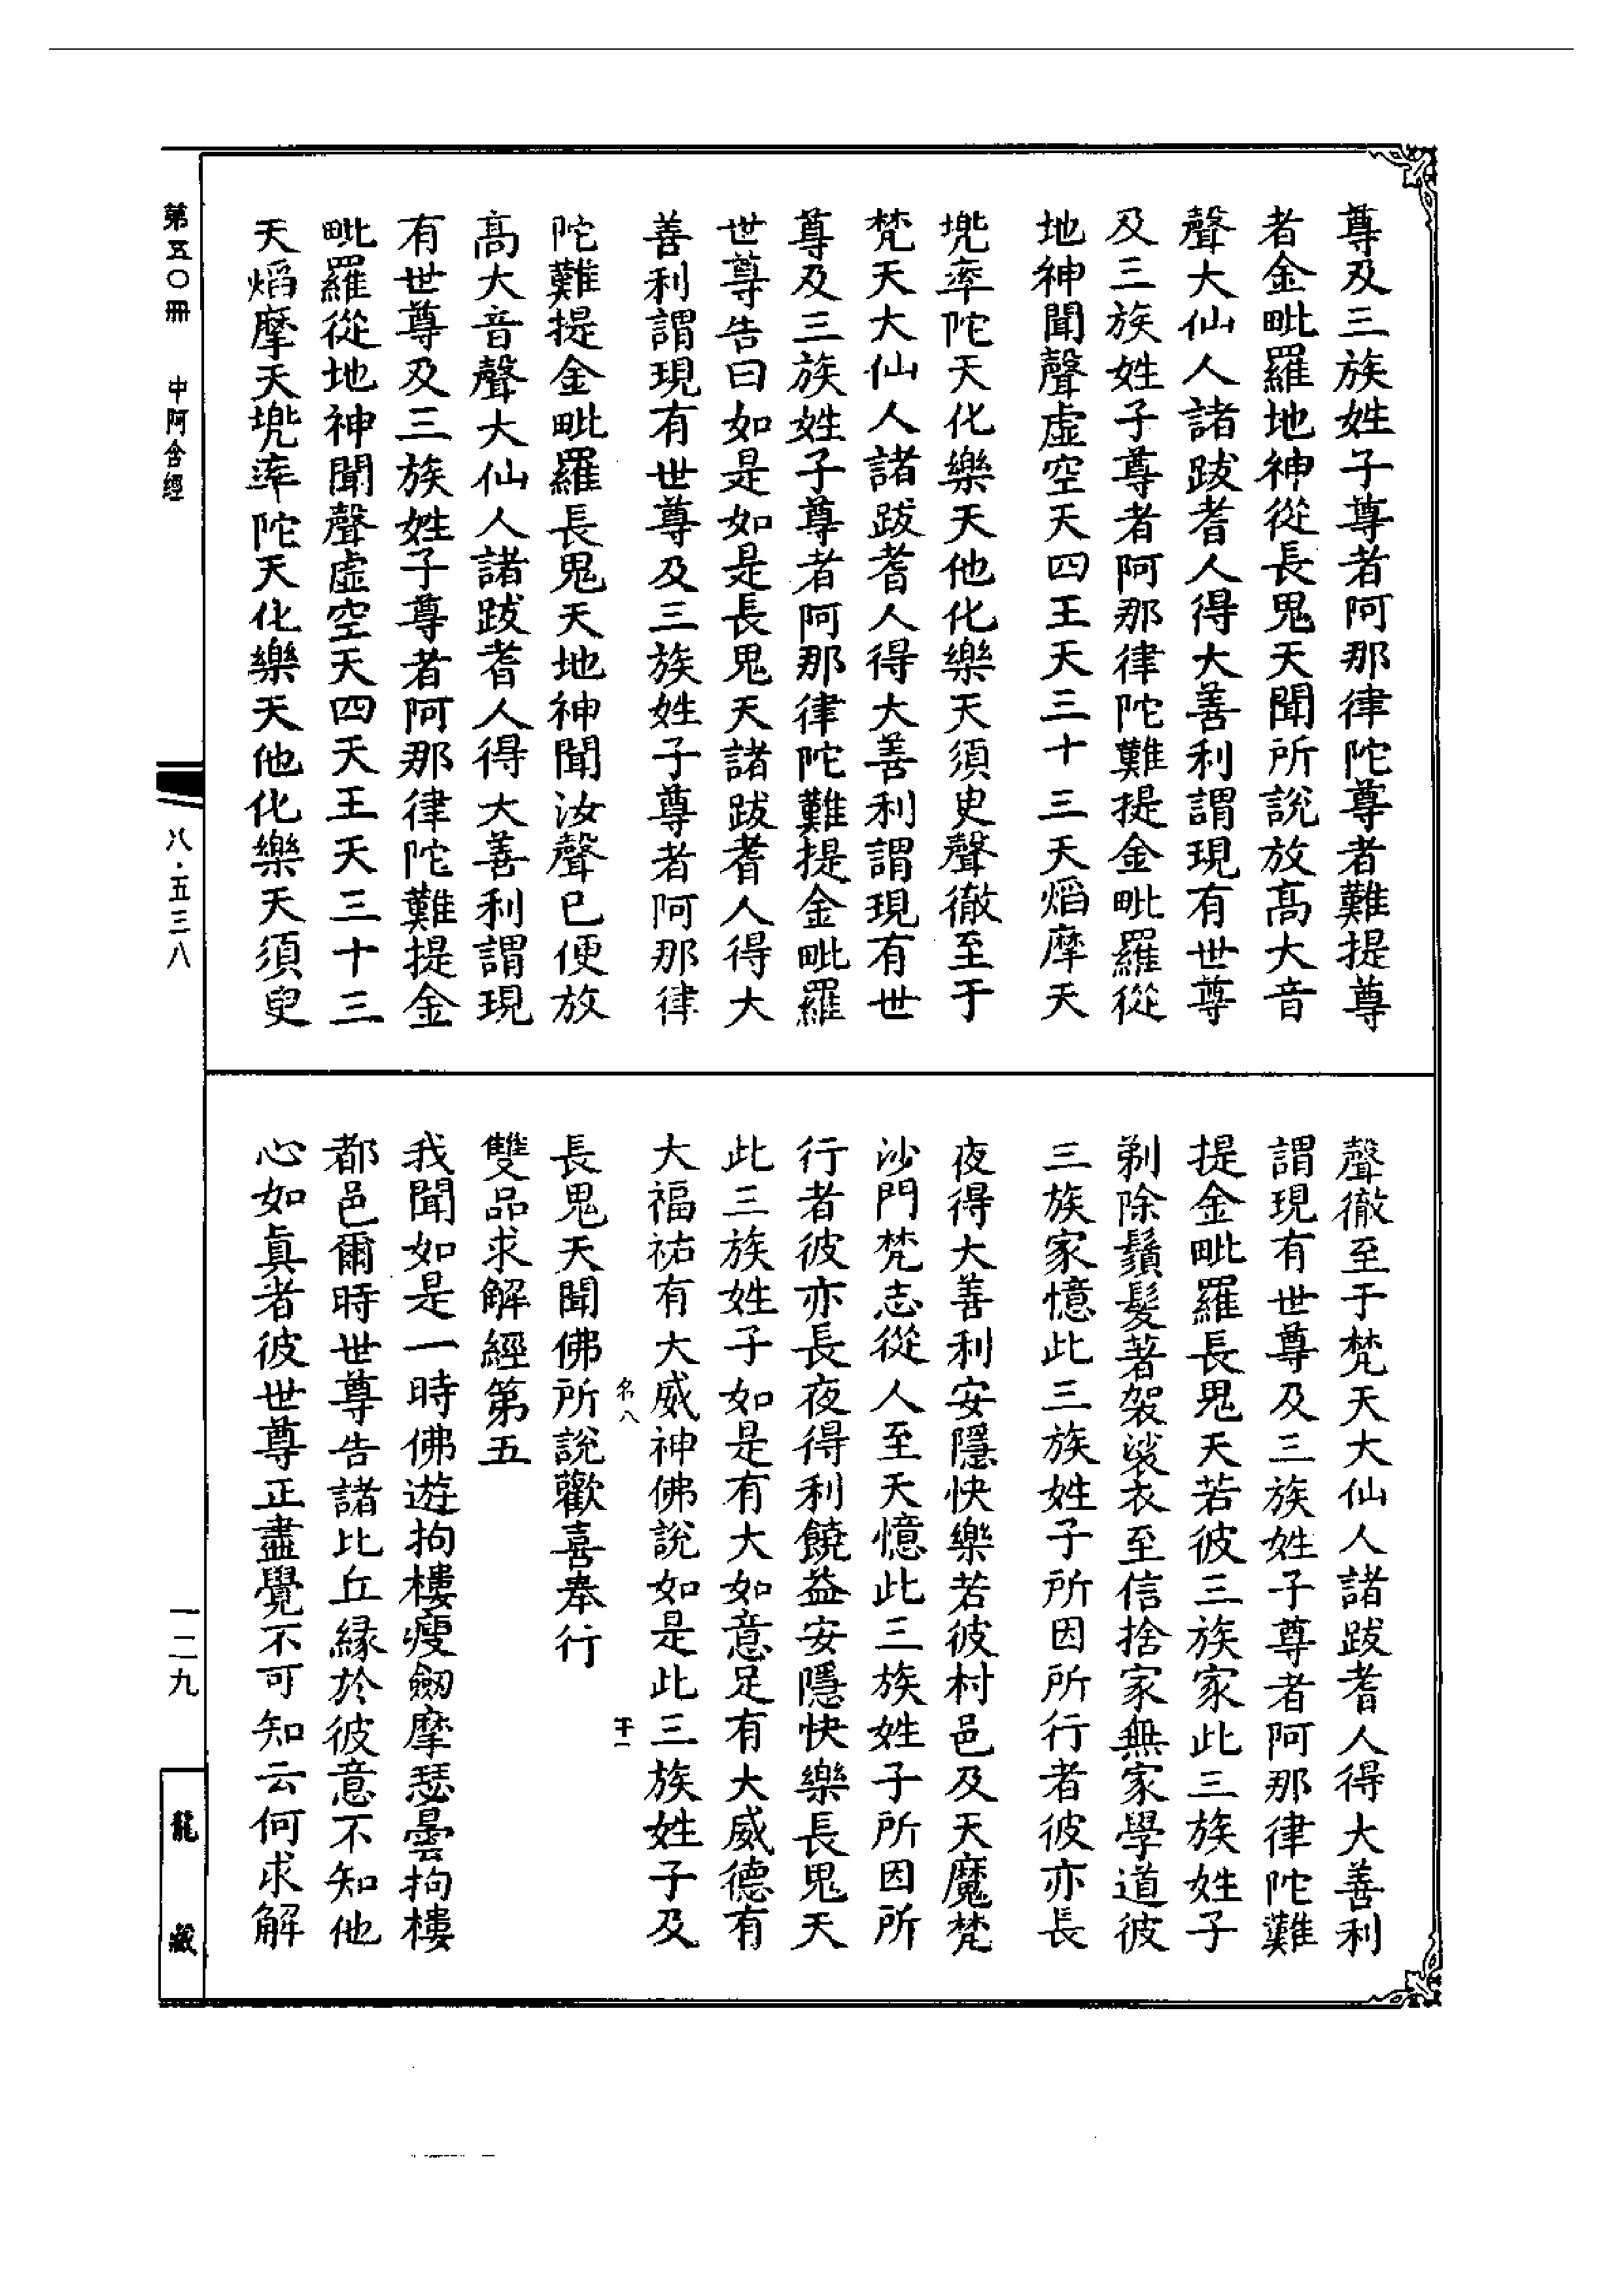 尊及三族姓子尊者阿那律陀尊者難提尊
者金毗羅地神從長鬼天聞所說放高大音
聲大仙人諸跋耆人得大善利謂現有世尊
及三族姓子尊者阿那律陀難提金毗羅從
地神聞聲虛空天四王天三十三天焰摩天
兠率陀天化樂天他化樂天須史聲徹至于
梵天大仙人諸跋耆人得大善利謂現有世
尊及三族姓子尊者阿那律陀難提金毗羅
世尊告曰如是如是長鬼天諸跋耆人得大
善利謂現有世尊及三族姓子尊者阿那律
陀難提金毗羅長鬼天地神聞汝聲已便放
高大音聲大仙人諸跋耆人得大善利謂現
有世尊及三族姓子尊者阿那律陀難提金
毗羅從地神聞聲虛空天四天王天三十三
天焰摩天兠率陀天化樂天他化樂天須臾
聲徹至于梵天大仙人諸跋耆人得大善利
謂現有世尊及三族姓子尊者阿那律陀難
提金毗羅長鬼天若彼三族家此三族姓子
剃除鬚髮著袈裟衣至信捨家無家學道彼
三族家憶此三族姓子所因所行者彼亦長
夜得大善利安隱快樂若彼村邑及天魔梵
沙門梵志從人至天憶此三族姓子所因所
行者彼亦長夜得利饒益安隱快樂長鬼天
此三族姓子如是有大如意足有大威德有
大福祐有大威神佛說如是此三族姓子及
名八
十一
長鬼天聞佛所說歡喜奉行
雙品求解經第五
我聞如是一時佛遊拘樓瘦劒摩瑟曇拘樓
都邑爾時世尊告諸比丘緣於彼意不知他
心如眞者彼世尊正盡覺不可知云何求解
第五〇冊 中阿含經
八·五三八
一二九
龍藏